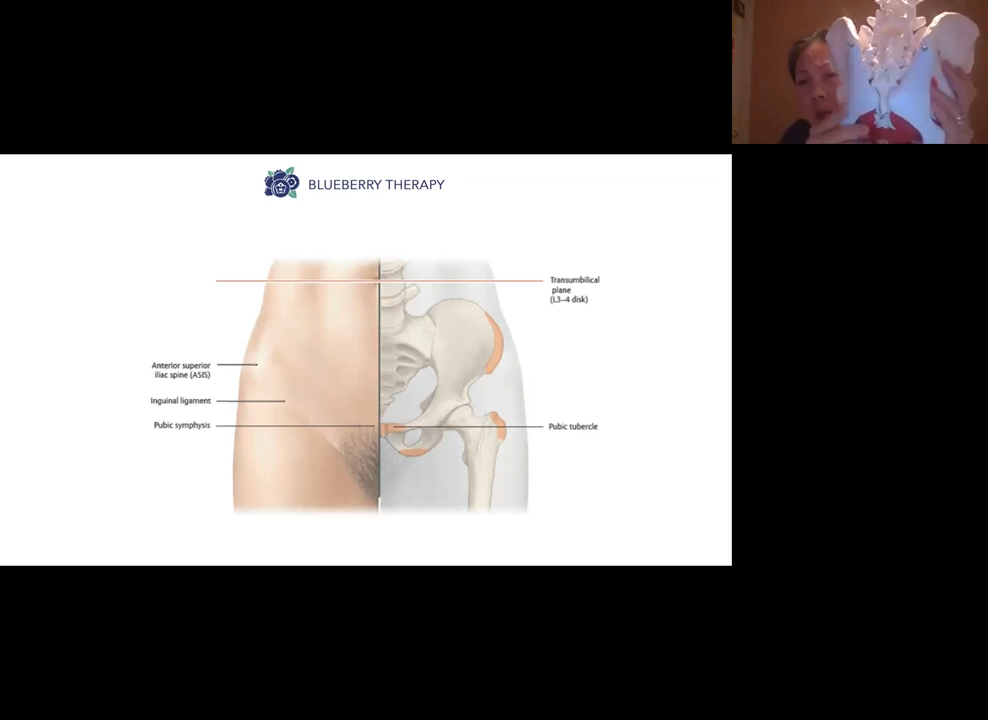 BLUEBERRY THERAPY
Transumbilical
plane
(L3–4 disk)
Anterior superior
iliac spine (ASIS)
Inguinal ligament
Pubic symphysis
Pubic tubercle